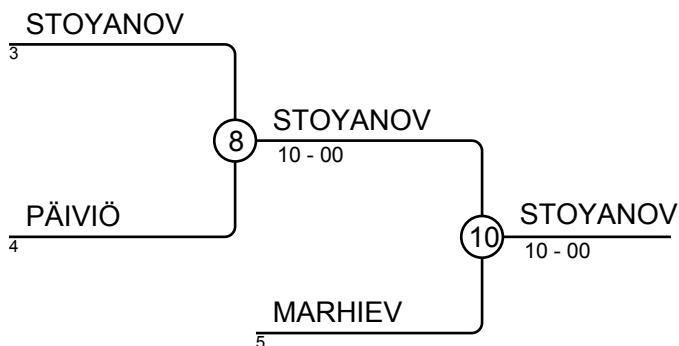 STOYANOV
3
8
STOYANOV
10 - 00
PÄIVIÖ
4
10
STOYANOV
10 - 00
MARHIEV
5